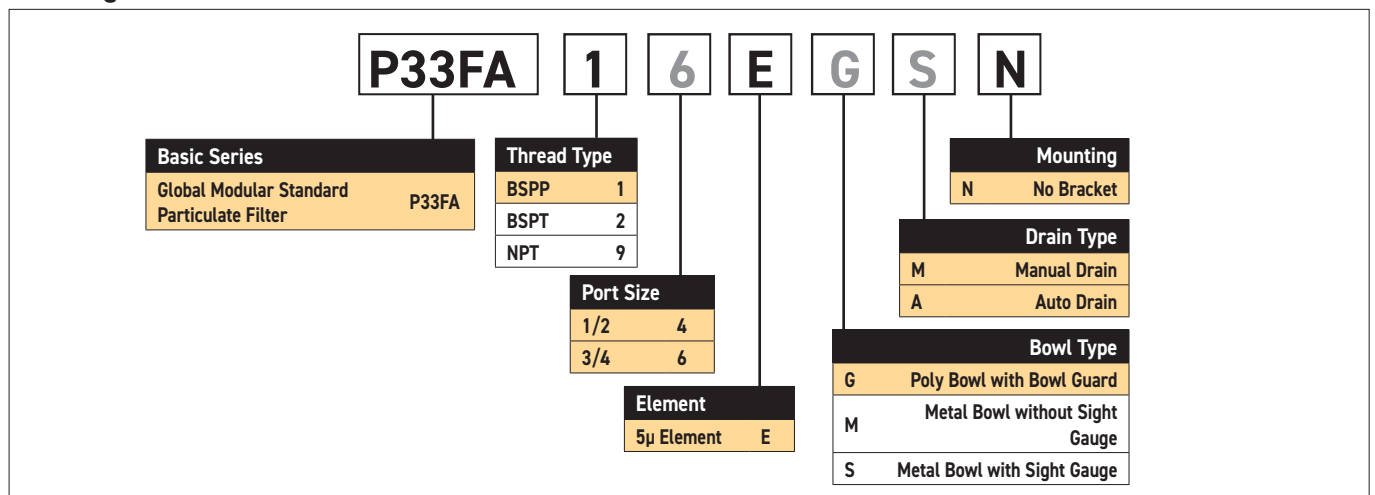 P33FA 1 6 E G S N
Basic Series
Global Modular Standard
Particulate Filter P33FA
Thread Type
BSPP 1
BSPT 2
NPT 9
Port Size
1/2 4
3/4 6
Element
5µ Element E
Mounting
N No Bracket
Drain Type
M Manual Drain
A Auto Drain
Bowl Type
G Poly Bowl with Bowl Guard
M Metal Bowl without Sight
Gauge
S Metal Bowl with Sight Gauge